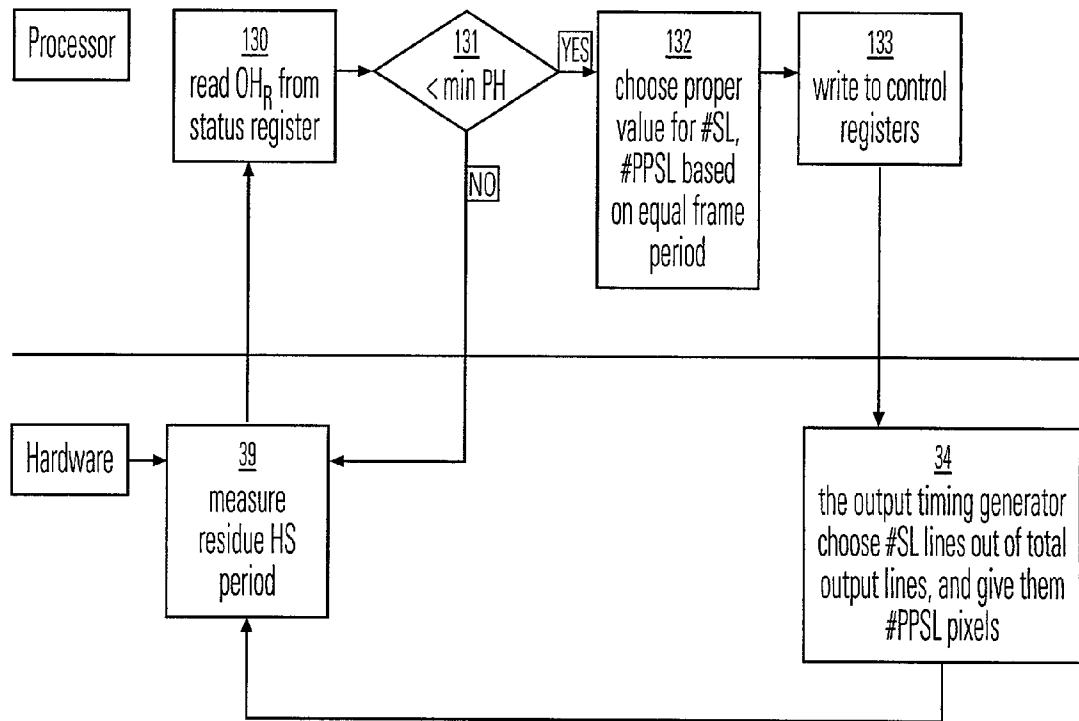 Processor
130
read OHR from
status register
131
< min PH
YES
NO
132
choose proper
value for #SL,
#PPSL based
on equal frame
period
133
write to control
registers
Hardware
39
measure
residue HS
period
34
the output timing generator
choose #SL lines out of total
output lines, and give them
#PPSL pixels